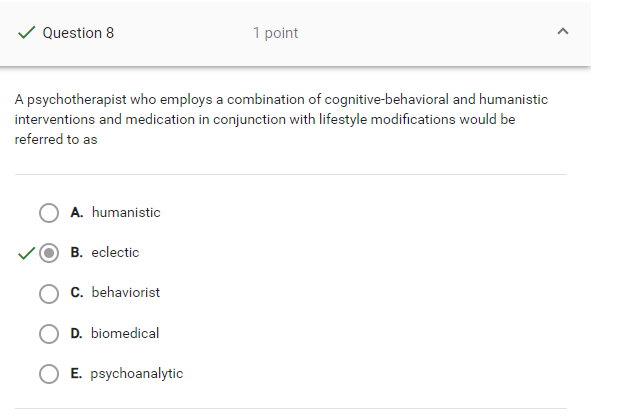 Question 8 1 point
A psychotherapist who employs a combination of cognitive-behavioral and humanistic
interventions and medication in conjunction with lifestyle modifications would be
referred to as
A. humanistic
B. eclectic
C. behaviorist
D. biomedical
E. psychoanalytic